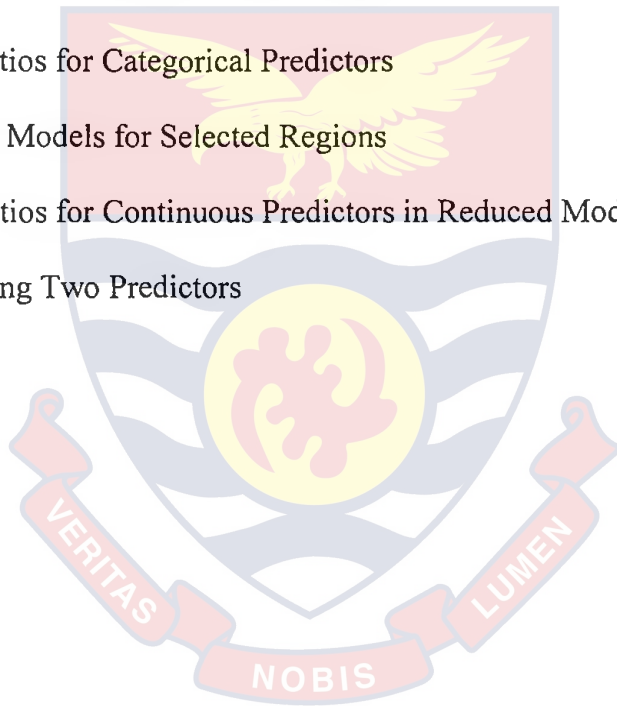 tios for Categorical Predictors
Models for Selected Regions
tios for Continuous Predictors in Reduced Mod
ng Two Predictors
VERITAS
NOBIS
LUMEN